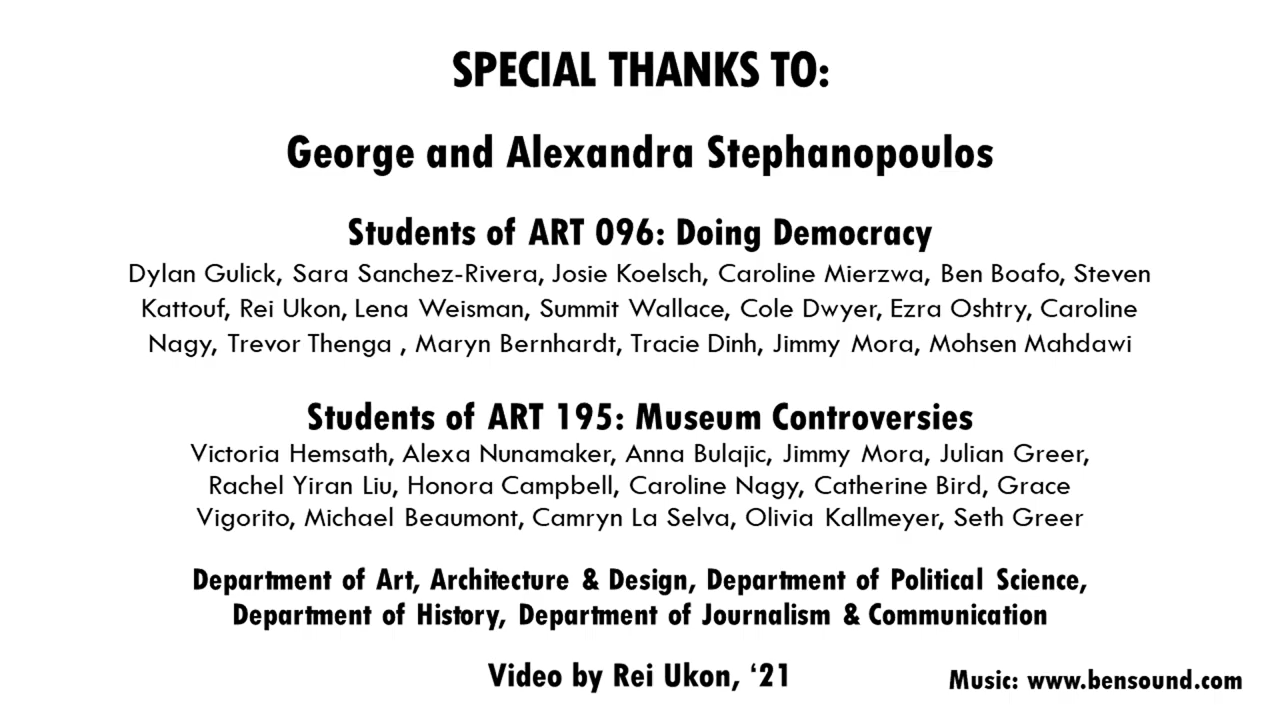 SPECIAL THANKS TO:
George and Alexandra Stephanopoulos
Students of ART 096: Doing Democracy
Dylan Gulick, Sara Sanchez-Rivera, Josie Koelsch, Caroline Mierzwa, Ben Boafo, Steven
Kattouf, Rei Ukon, Lena Weisman, Summit Wallace, Cole Dwyer, Ezra Oshtry, Caroline
Nagy, Trevor Thenga , Maryn Bernhardt, Tracie Dinh, Jimmy Mora, Mohsen Mahdawi
Students of ART 195: Museum Controversies
Victoria Hemsath, Alexa Nunamaker, Anna Bulajic, Jimmy Mora, Julian Greer,
Rachel Yiran Liu, Honora Campbell, Caroline Nagy, Catherine Bird, Grace
Vigorito, Michael Beaumont, Camryn La Selva, Olivia Kallmeyer, Seth Greer
Department of Art, Architecture & Design, Department of Political Science,
Department of History, Department of Journalism & Communication
Video by Rei Ukon, ‘21
Music: www.bensound.com